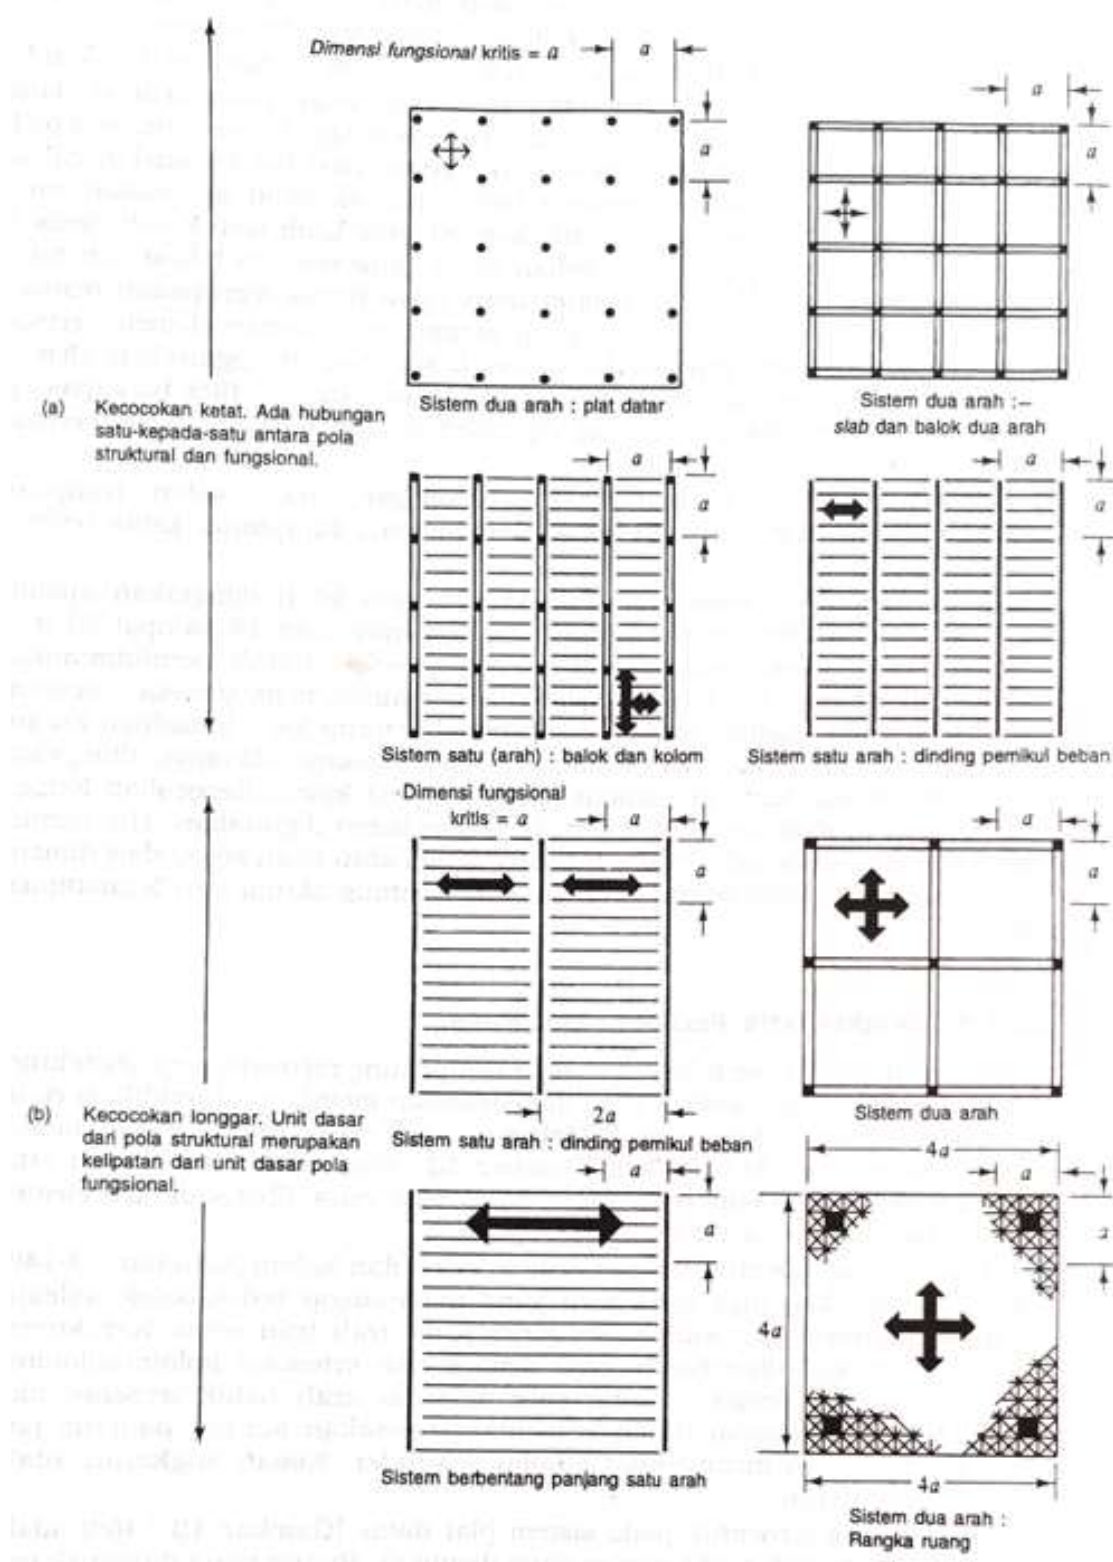 Dimensi fungsional kritis = a
a
a
a
a
Sistem dua arah : plat datar
Sistem dua arah :–
slab dan balok dua arah
(a) Kecocokan ketat. Ada hubungan
satu-kepada-satu antara pola
struktural dan fungsional.
a
a
a
a
Sistem satu (arah) : balok dan kolom
Sistem satu arah : dinding pemikul beban
Dimensi fungsional
kritis = a
a
a
a
a
2a
Sistem satu arah : dinding pemikul beban
Sistem dua arah
(b) Kecocokan longgar. Unit dasar
dari pola struktural merupakan
kelipatan dari unit dasar pola
fungsional.
a
a
4a
a
a
4a
4a
Sistem berbentang panjang satu arah
Sistem dua arah :
Rangka ruang